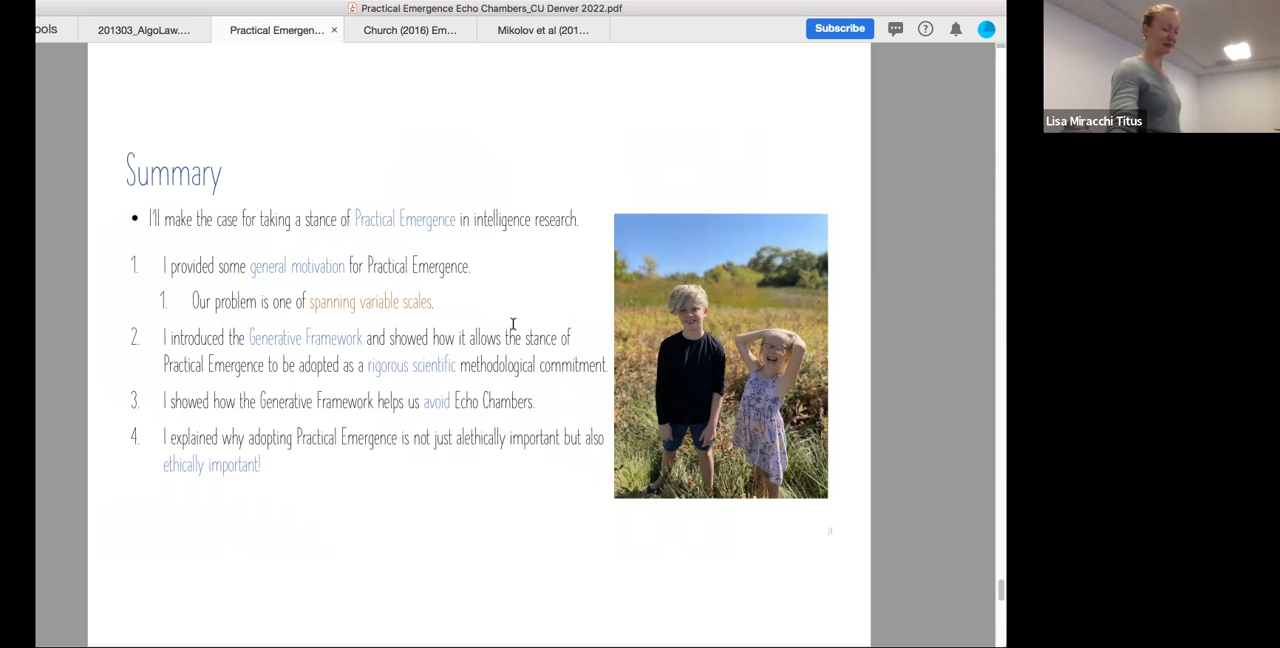 Practical Emergence Echo Chambers_CU Denver 2022.pdf
ools
201303_AlgoLaw....
Practical Emergen... ×
Church (2016) Em...
Mikolov et al (201...
Subscribe
Lisa Miracchi Titus
Summary
• I'll make the case for taking a stance of Practical Emergence in intelligence research.
1. I provided some general motivation for Practical Emergence.
1. Our problem is one of spanning variable scales.
2. I introduced the Generative Framework and showed how it allows the stance of
Practical Emergence to be adopted as a rigorous scientific methodological commitment.
3. I showed how the Generative Framework helps us avoid Echo Chambers.
4. I explained why adopting Practical Emergence is not just alethically important but also
ethically important!
24